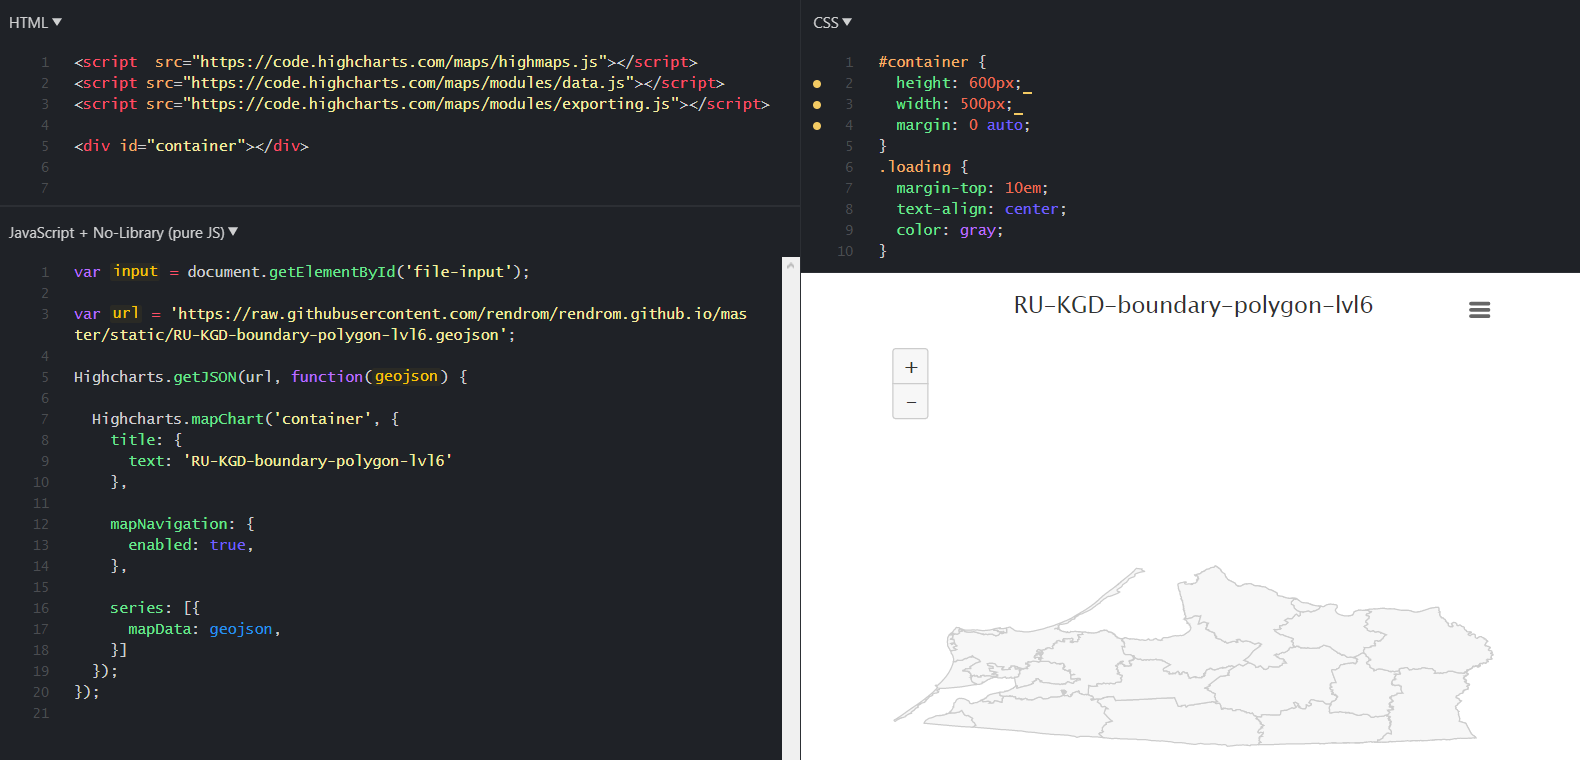 HTML ▼
1 <script  src="https://code.highcharts.com/maps/highmaps.js"></script>
2 <script src="https://code.highcharts.com/maps/modules/data.js"></script>
3 <script src="https://code.highcharts.com/maps/modules/exporting.js"></script>
4
5 <div id="container"></div>
6
7
JavaScript + No-Library (pure JS) ▼
1 var input = document.getElementById('file-input');
2
3 var url = 'https://raw.githubusercontent.com/rendrom/rendrom.github.io/mas
ter/static/RU-KGD-boundary-polygon-lvl6.geojson';
4
5 Highcharts.getJSON(url, function(geojson) {
6
7   Highcharts.mapChart('container', {
8     title: {
9       text: 'RU-KGD-boundary-polygon-lvl6'
10     },
11
12     mapNavigation: {
13       enabled: true,
14     },
15
16     series: [{
17       mapData: geojson,
18     }]
19   });
20 });
21
CSS ▼
1 #container {
2   height: 600px;_
3   width: 500px;_
4   margin: 0 auto;
5 }
6 .loading {
7   margin-top: 10em;
8   text-align: center;
9   color: gray;
10 }
RU-KGD-boundary-polygon-lvl6
+
−